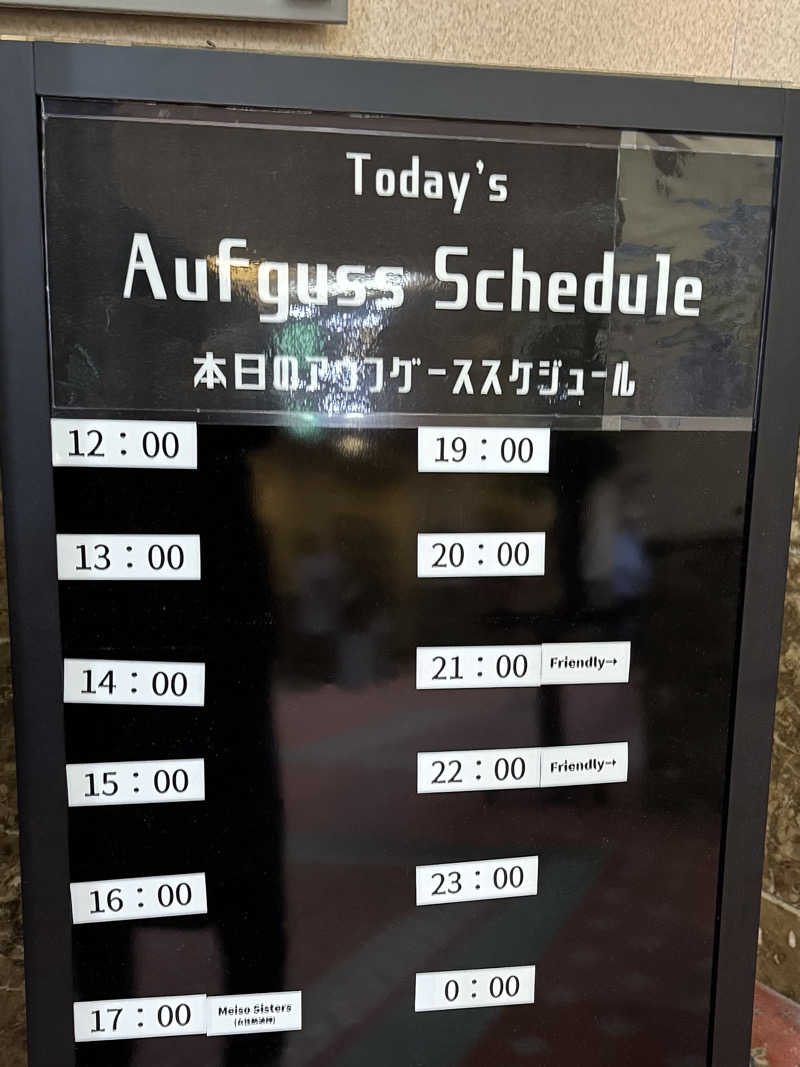 Today's
Aufguss Schedule
本日のアウフグーススケジュール
12：00
13：00
14：00
15：00
16：00
17：00 Meiso Sisters
19：00
20：00
21：00 Friendly→
22：00 Friendly→
23：00
0：00